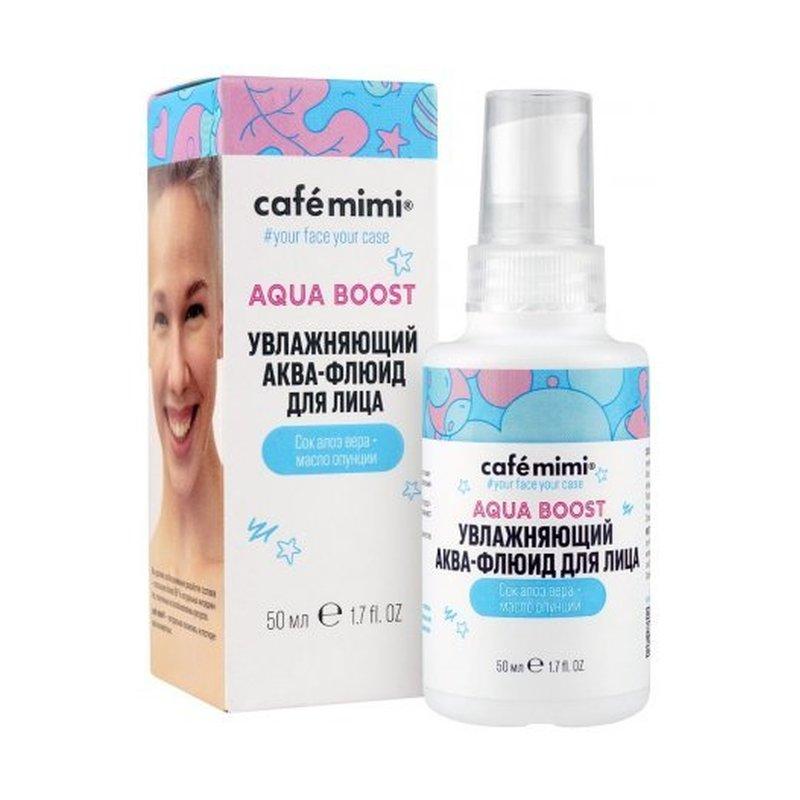 café mimi®
#your face your case
AQUA BOOST
УВЛАЖНЯЮЩИЙ
АКВА-ФЛЮИД
ДЛЯ ЛИЦА
Сок алоэ вера -
масло опунции
50 мл ℮ 1.7 fl. OZ
café mimi®
#your face your case
AQUA BOOST
УВЛАЖНЯЮЩИЙ
АКВА-ФЛЮИД ДЛЯ ЛИЦА
Сок алоэ вера -
масло опунции
50 мл ℮ 1.7 fl. OZ